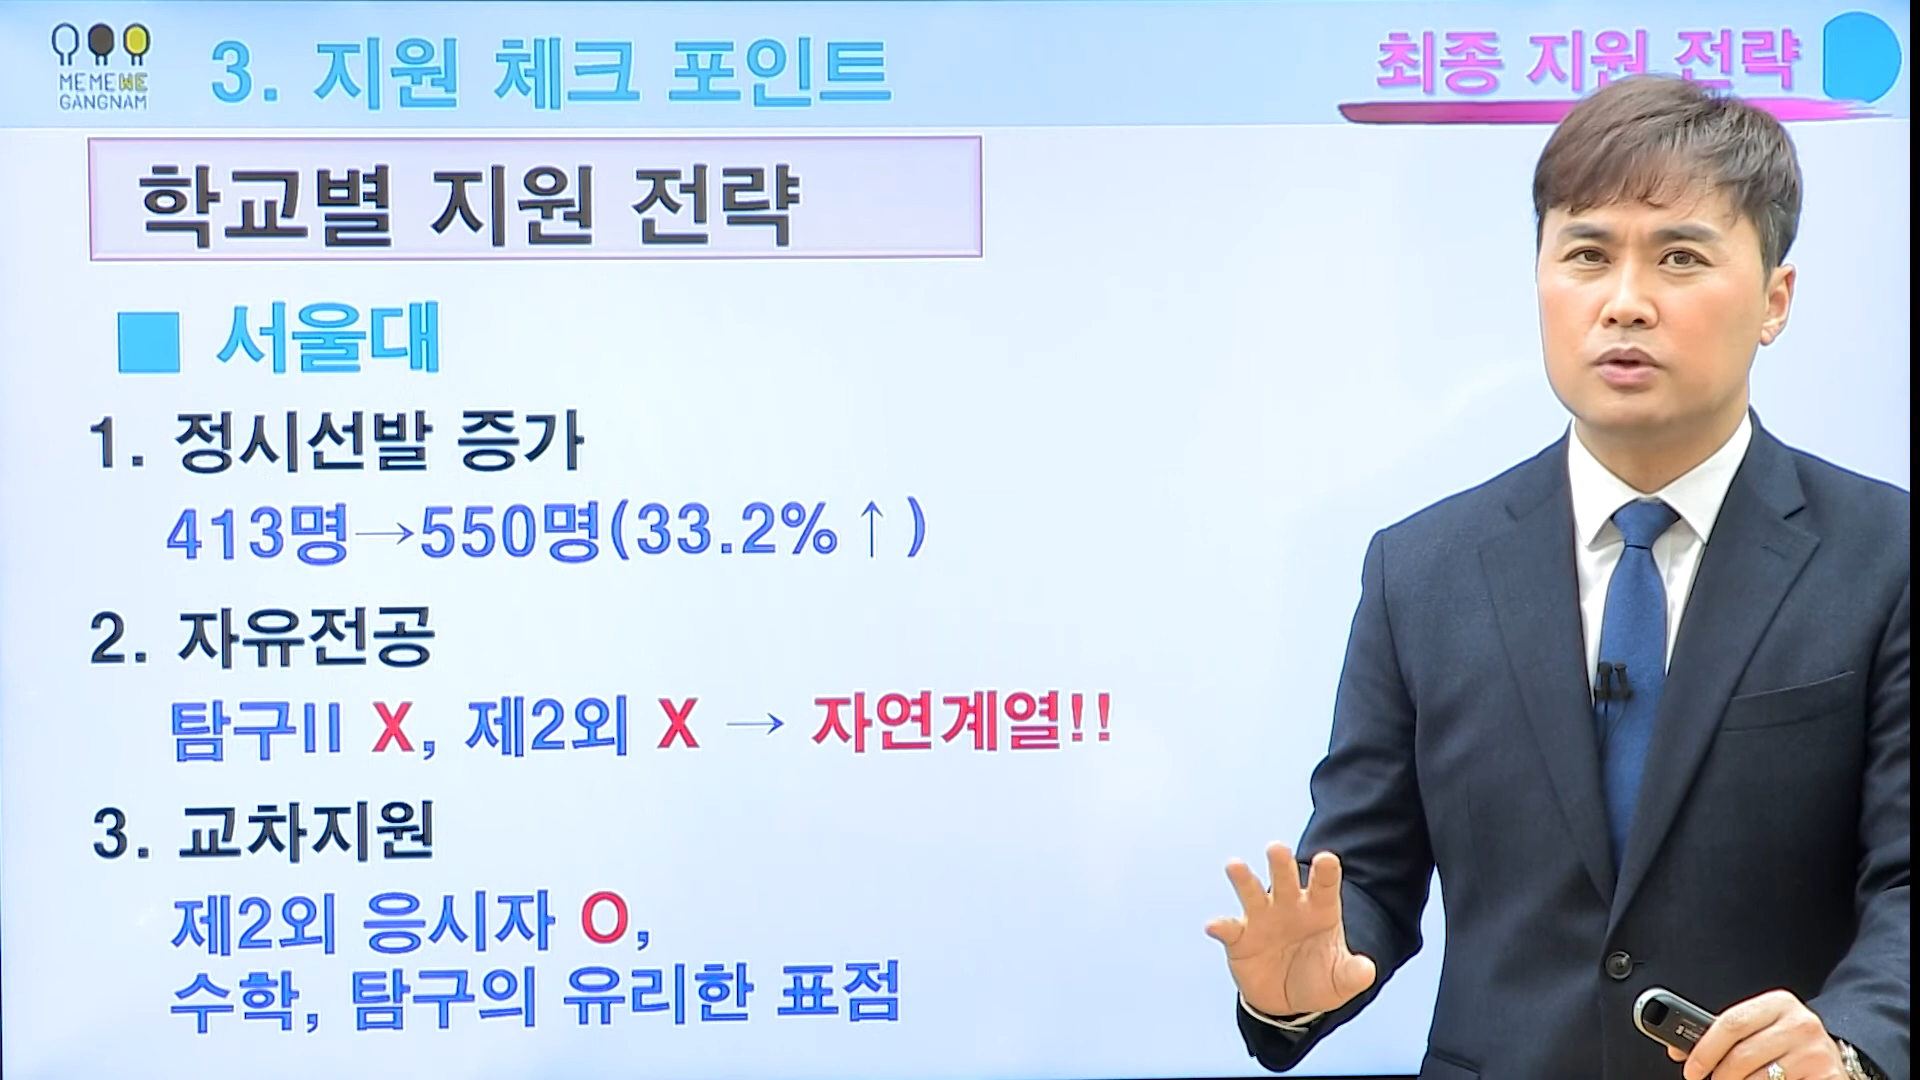 MEMEWE
GANGNAM
3. 지원 체크 포인트
최종 지원 전략
학교별 지원 전략
■ 서울대
1. 정시선발 증가
413명→550명(33.2%↑)
2. 자유전공
탐구II X, 제2외 X → 자연계열!!
3. 교차지원
제2외 응시자 O,
수학, 탐구의 유리한 표점